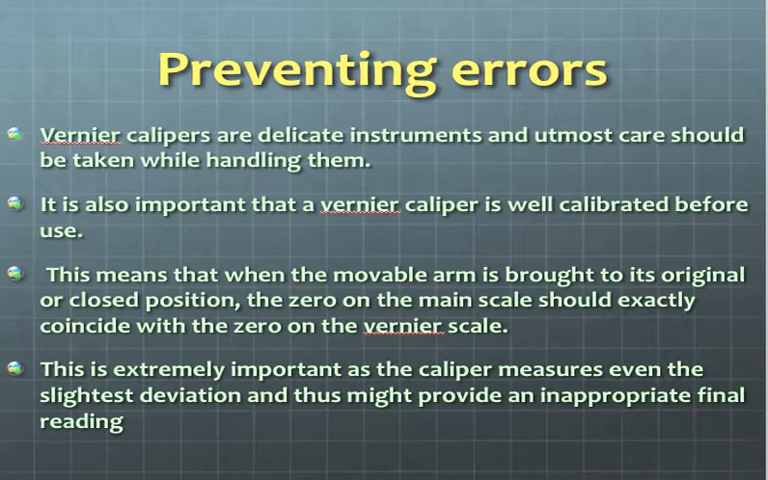 Preventing errors
Vernier calipers are delicate instruments and utmost care should
be taken while handling them.
It is also important that a vernier caliper is well calibrated before
use.
This means that when the movable arm is brought to its original
or closed position, the zero on the main scale should exactly
coincide with the zero on the vernier scale.
This is extremely important as the caliper measures even the
slightest deviation and thus might provide an inappropriate final
reading